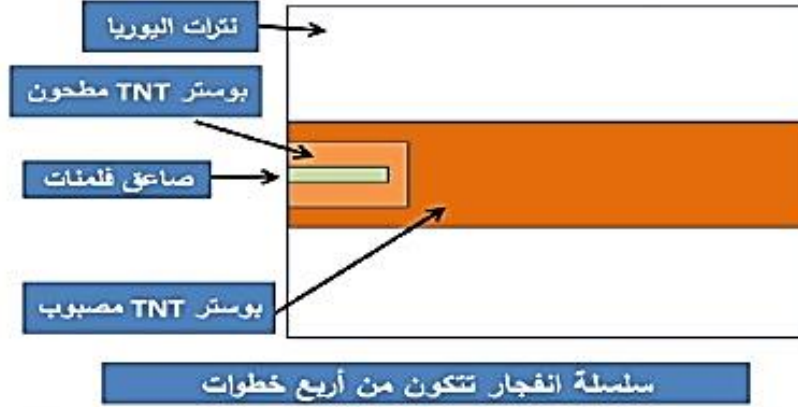 نترات اليوريا
بوستر TNT مطحون
صاعق فلمنات
بوستر TNT مصبوب
سلسلة انفجار تتكون من أربع خطوات